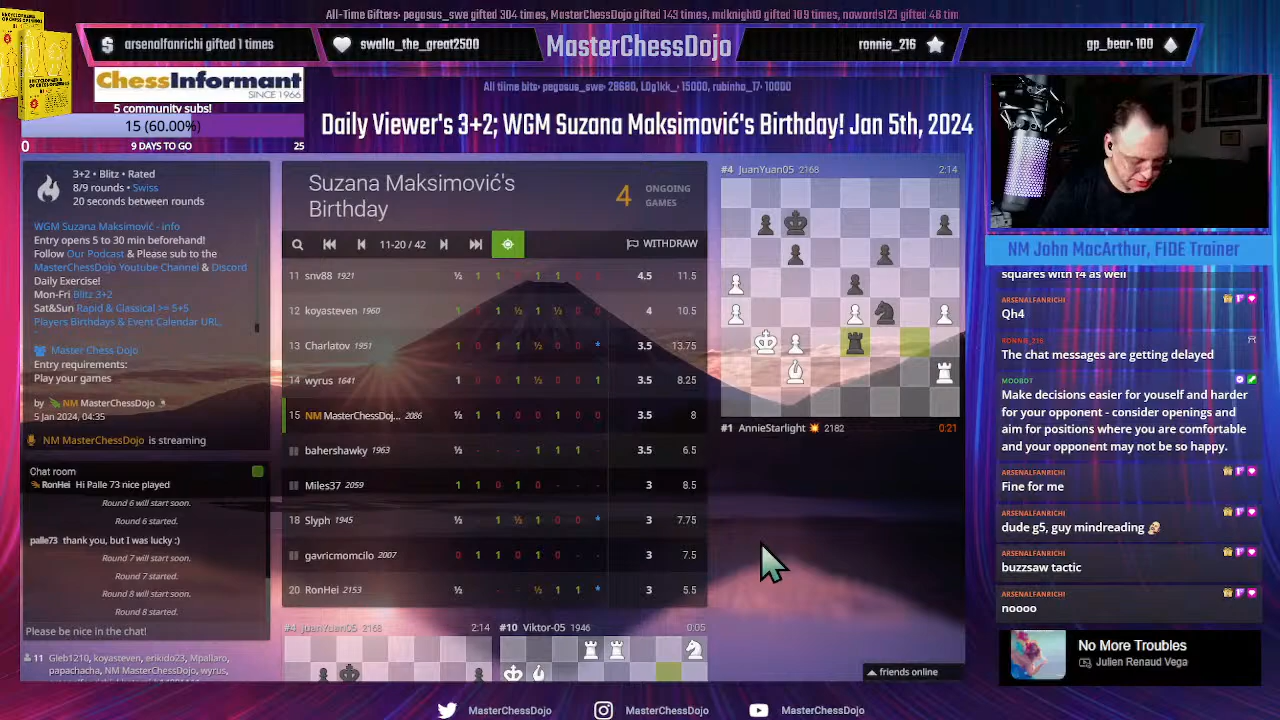 All-Time Gifters: pegasus_swe gifted 304 times, MasterChessDojo gifted 143 times, mdknight0 gifted 109 times, nowords123 gifted 46 tim
arsenalfanrichi gifted 1 times
swalla_the_great2500
MasterChessDojo
ronnie_216
gp_bear: 100
ChessInformant
SINCE 1966
All time bits: pegasus_swe: 28680, L0g1kk_: 15000, rubinho_17: 10000
5 community subs!
15 (60.00%)
0
9 DAYS TO GO
25
Daily Viewer's 3+2; WGM Suzana Maksimović's Birthday! Jan 5th, 2024
3+2 • Blitz • Rated
8/9 rounds • Swiss
20 seconds between rounds
WGM Suzana Maksimović - info
Entry opens 5 to 30 min beforehand!
Follow Our Podcast & Please sub to the
MasterChessDojo Youtube Channel & Discord
Daily Exercise!
Mon-Fri Blitz 3+2
Sat&Sun Rapid & Classical >= 5+5
Players Birthdays & Event Calendar URL,
Master Chess Dojo
Entry requirements:
Play your games
by NM MasterChessDojo
5 Jan 2024, 04:35
NM MasterChessDojo is streaming
Chat room
RonHei Hi Palle 73 nice played
Round 6 will start soon.
Round 6 started.
palle73 thank you, but I was lucky :)
Round 7 will start soon.
Round 7 started.
Round 8 will start soon.
Round 8 started.
Please be nice in the chat!
11 Gleb1210, koyasteven, erikido23, Mpallaro,
papachacha, NM MasterChessDojo, wyrus,
Suzana Maksimović's
Birthday
4 ONGOING
GAMES
11-20 / 42
WITHDRAW
11 snv88 1921 ½ 1 1 0 1 1 0 0 4.5 11.5
12 koyasteven 1960 ½ 0 1 ½ 1 ½ 0 0 4 10.5
13 Charlatov 1951 1 0 1 1 ½ 0 0 * 3.5 13.75
14 wyrus 1641 1 0 0 1 ½ 0 0 1 3.5 8.25
15 NM MasterChessDoj... 2086 ½ 1 1 0 0 1 0 0 3.5 8
bahershawky 1963 ½ - - - 1 1 1 - 3.5 6.5
Miles37 2059 1 1 0 1 0 - - - 3 8.5
18 Slyph 1945 ½ - 1 ½ 1 0 0 * 3 7.75
gavricmomcilo 2007 0 1 1 0 1 0 - - 3 7.5
20 RonHei 2153 ½ - - - ½ 1 1 * 3 5.5
#4 JuanYuan05 2168 2:14
#10 Viktor-05 1946 0:05
#4 JuanYuan05 2168 2:14
#1 AnnieStarlight 2182 0:21
friends online
NM John MacArthur, FIDE Trainer
squares with f4 as well
ARSENALFANRICHI
Qh4
RONNIE_216
The chat messages are getting delayed
MOOBOT
Make decisions easier for youself and harder
for your opponent - consider openings and
aim for positions where you are comfortable
and your opponent may not be so happy.
ARSENALFANRICHI
Fine for me
ARSENALFANRICHI
dude g5, guy mindreading
ARSENALFANRICHI
buzzsaw tactic
ARSENALFANRICHI
noooo
No More Troubles
Julien Renaud Vega
MasterChessDojo
MasterChessDojo
MasterChessDojo